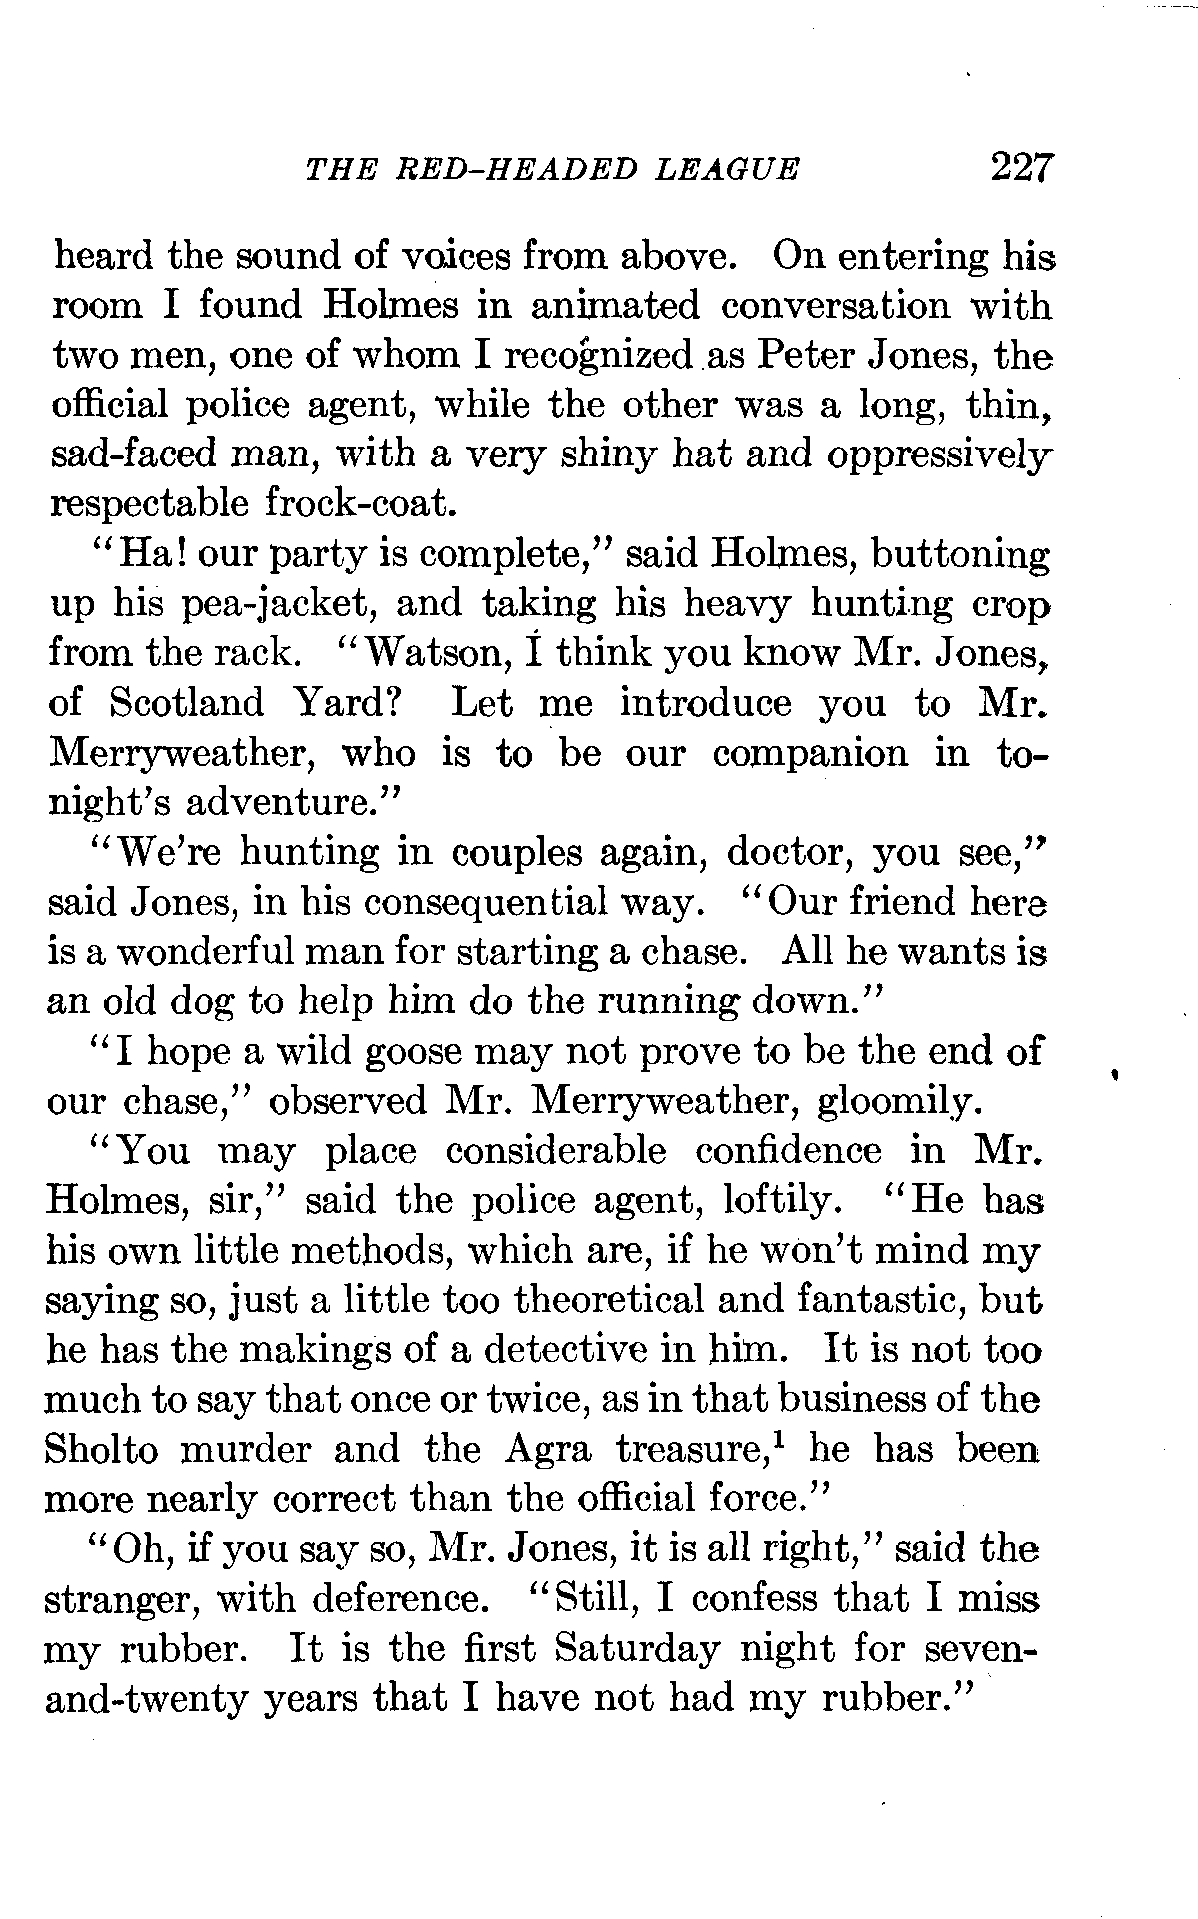 THE RED-HEADED LEAGUE 227
heard the sound of voices from above. On entering his
room I found Holmes in animated conversation with
two men, one of whom I recognized as Peter Jones, the
official police agent, while the other was a long, thin,
sad-faced man, with a very shiny hat and oppressively
respectable frock-coat.
"Ha! our party is complete," said Holmes, buttoning
up his pea-jacket, and taking his heavy hunting crop
from the rack. "Watson, I think you know Mr. Jones,
of Scotland Yard? Let me introduce you to Mr.
Merryweather, who is to be our companion in to-
night's adventure."
"We're hunting in couples again, doctor, you see,"
said Jones, in his consequential way. "Our friend here
is a wonderful man for starting a chase. All he wants is
an old dog to help him do the running down."
"I hope a wild goose may not prove to be the end of
our chase," observed Mr. Merryweather, gloomily.
"You may place considerable confidence in Mr.
Holmes, sir," said the police agent, loftily. "He has
his own little methods, which are, if he won't mind my
saying so, just a little too theoretical and fantastic, but
he has the makings of a detective in him. It is not too
much to say that once or twice, as in that business of the
Sholto murder and the Agra treasure,¹ he has been
more nearly correct than the official force."
"Oh, if you say so, Mr. Jones, it is all right," said the
stranger, with deference. "Still, I confess that I miss
my rubber. It is the first Saturday night for seven-
and-twenty years that I have not had my rubber."